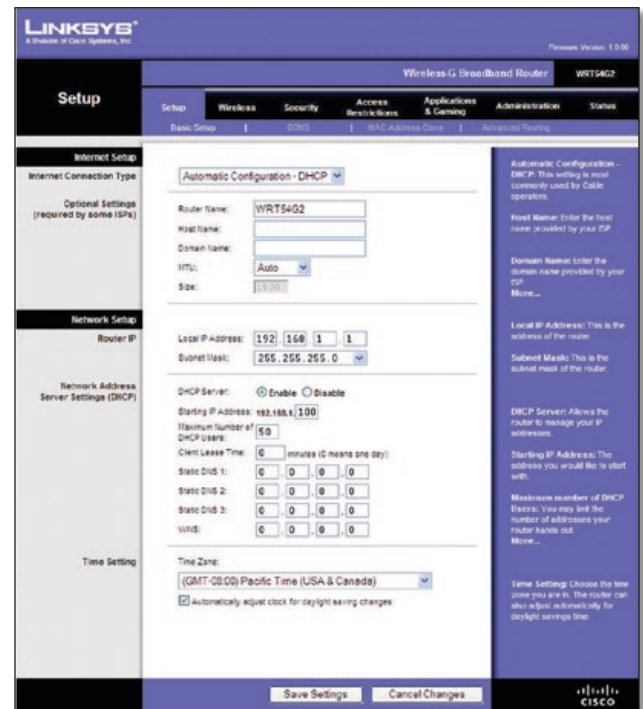 LINKSYS®
A Division of Cisco Systems, Inc.
Firmware Version: 1.0.00
Wireless-G Broadband Router WRT54G2
Setup
Setup Wireless Security Access Restrictions Applications & Gaming Administration Status
Basic Setup | DDNS | MAC Address Clone | Advanced Routing
Internet Setup
Internet Connection Type
Automatic Configuration - DHCP
Optional Settings
(required by some ISPs)
Router Name: WRT54G2
Host Name:
Domain Name:
MTU: Auto
Size: 1500
Network Setup
Router IP
Local IP Address: 192 . 168 . 1 . 1
Subnet Mask: 255.255.255.0
Network Address
Server Settings (DHCP)
DHCP Server: Enable Disable
Starting IP Address: 192.168.1. 100
Maximum Number of
DHCP Users: 50
Client Lease Time: 0 minutes (0 means one day)
Static DNS 1: 0 . 0 . 0 . 0
Static DNS 2: 0 . 0 . 0 . 0
Static DNS 3: 0 . 0 . 0 . 0
WINS: 0 . 0 . 0 . 0
Time Setting
Time Zone:
(GMT-08:00) Pacific Time (USA & Canada)
Automatically adjust clock for daylight saving changes
Automatic Configuration -
DHCP: This setting is most
commonly used by Cable
operators.
Host Name: Enter the host
name provided by your ISP.
Domain Name: Enter the
domain name provided by your
ISP.
More...
Local IP Address: This is the
address of the router.
Subnet Mask: This is the
subnet mask of the router.
DHCP Server: Allows the
router to manage your IP
addresses.
Starting IP Address: The
address you would like to start
with.
Maximum number of DHCP
Users: You may limit the
number of addresses your
router hands out.
More...
Time Setting: Choose the time
zone you are in. The router can
also adjust automatically for
daylight savings time.
Save Settings Cancel Changes
CISCO